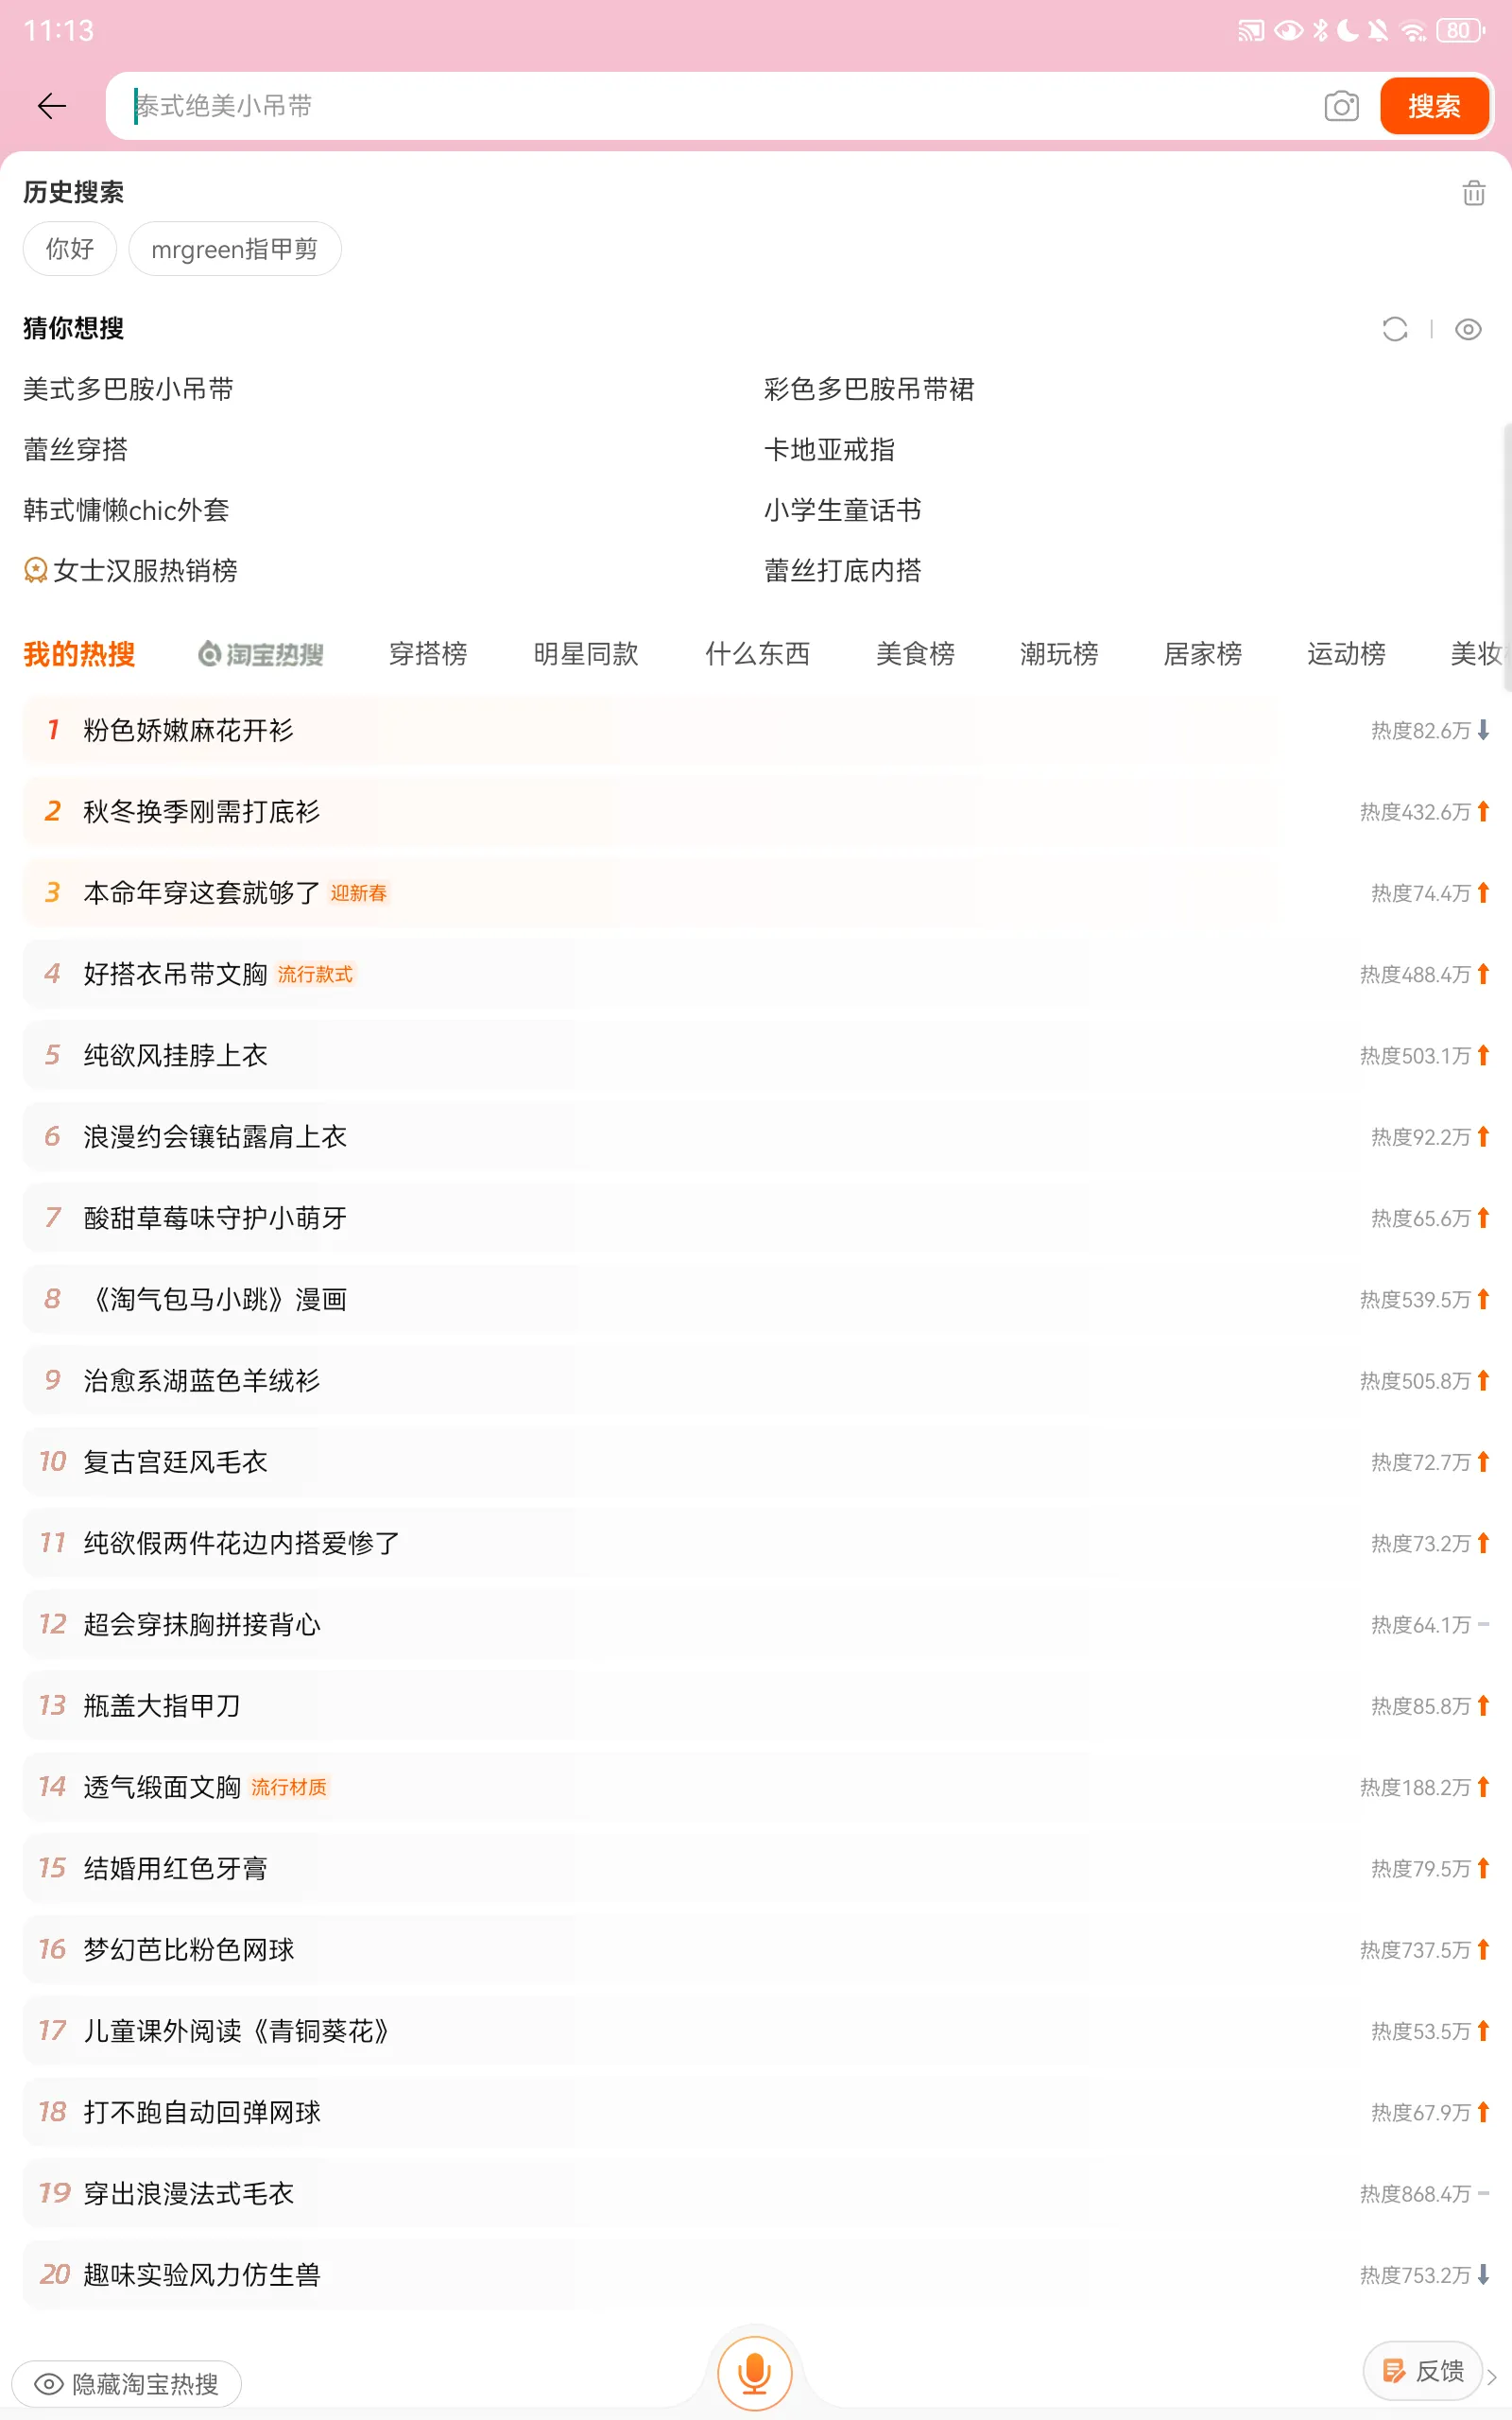 11:13
80
泰式绝美小吊带
搜索
历史搜索
你好
mrgreen指甲剪
猜你想搜
美式多巴胺小吊带
彩色多巴胺吊带裙
蕾丝穿搭
卡地亚戒指
韩式慵懒chic外套
小学生童话书
女士汉服热销榜
蕾丝打底内搭
我的热搜 淘宝热搜 穿搭榜 明星同款 什么东西 美食榜 潮玩榜 居家榜 运动榜 美妆
1 粉色娇嫩麻花开衫 热度82.6万
2 秋冬换季刚需打底衫 热度432.6万
3 本命年穿这套就够了 迎新春 热度74.4万
4 好搭衣吊带文胸 流行款式 热度488.4万
5 纯欲风挂脖上衣 热度503.1万
6 浪漫约会镶钻露肩上衣 热度92.2万
7 酸甜草莓味守护小萌牙 热度65.6万
8 《淘气包马小跳》漫画 热度539.5万
9 治愈系湖蓝色羊绒衫 热度505.8万
10 复古宫廷风毛衣 热度72.7万
11 纯欲假两件花边内搭爱惨了 热度73.2万
12 超会穿抹胸拼接背心 热度64.1万
13 瓶盖大指甲刀 热度85.8万
14 透气缎面文胸 流行材质 热度188.2万
15 结婚用红色牙膏 热度79.5万
16 梦幻芭比粉色网球 热度737.5万
17 儿童课外阅读《青铜葵花》 热度53.5万
18 打不跑自动回弹网球 热度67.9万
19 穿出浪漫法式毛衣 热度868.4万
20 趣味实验风力仿生兽 热度753.2万
隐藏淘宝热搜
反馈